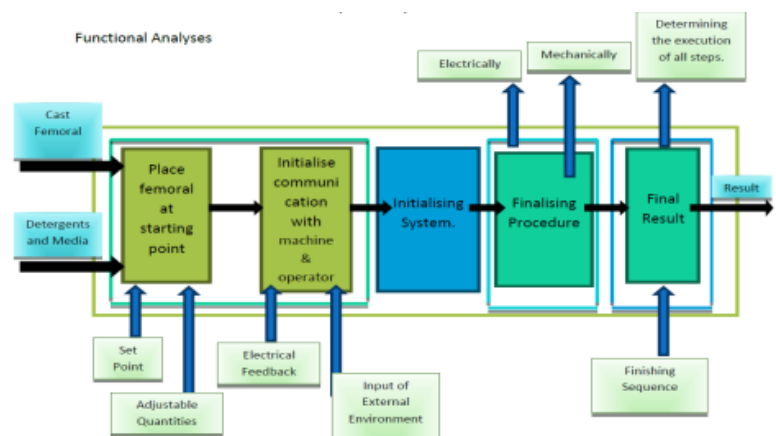 Functional Analyses
Determining
the execution
of all steps.
Electrically
Mechanically
Cast
Femoral
Detergents
and Media
Place
femoral
at
starting
point
Initialise
communi
cation
with
machine
&
operator
Initialising
System.
Finalising
Procedure
Final
Result
Result
Set
Point
Adjustable
Quantities
Electrical
Feedback
Input of
External
Environment
Finishing
Sequence